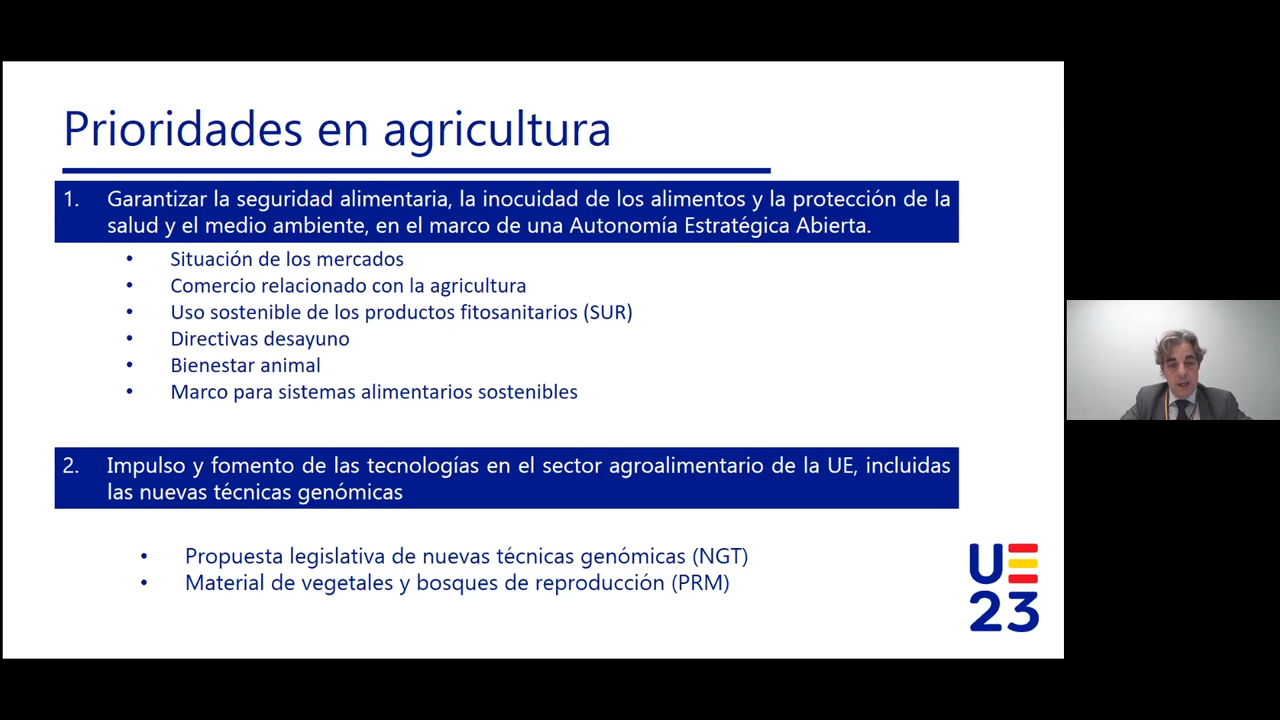 Prioridades en agricultura
1. Garantizar la seguridad alimentaria, la inocuidad de los alimentos y la protección de la
salud y el medio ambiente, en el marco de una Autonomía Estratégica Abierta.
• Situación de los mercados
• Comercio relacionado con la agricultura
• Uso sostenible de los productos fitosanitarios (SUR)
• Directivas desayuno
• Bienestar animal
• Marco para sistemas alimentarios sostenibles
2. Impulso y fomento de las tecnologías en el sector agroalimentario de la UE, incluidas
las nuevas técnicas genómicas
• Propuesta legislativa de nuevas técnicas genómicas (NGT)
• Material de vegetales y bosques de reproducción (PRM)
UE
23